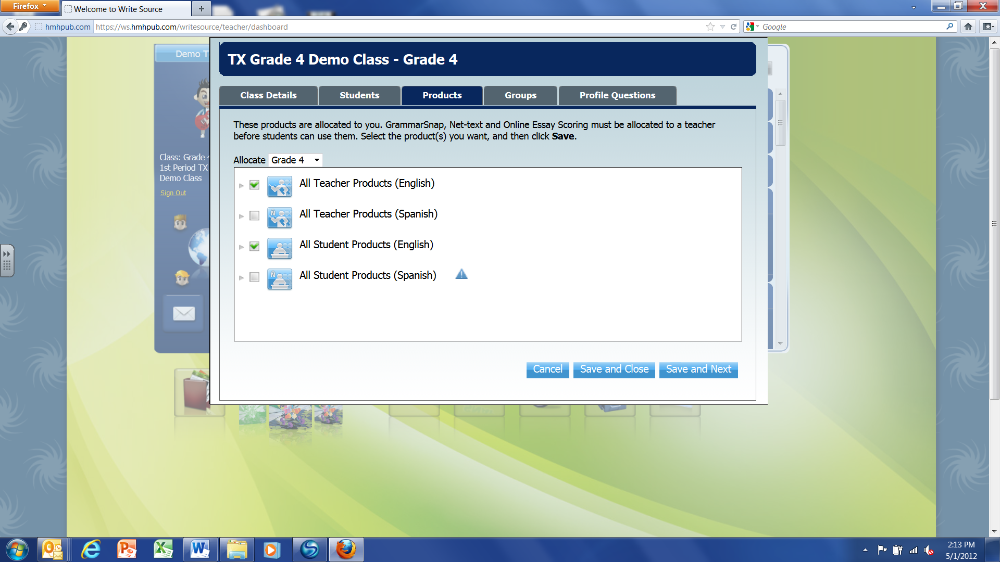 Firefox
Welcome to Write Source
hmhpub.com
https://ws.hmhpub.com/writesource/teacher/dashboard
Google
Demo T
TX Grade 4 Demo Class - Grade 4
Class Details
Students
Products
Groups
Profile Questions
These products are allocated to you. GrammarSnap, Net-text and Online Essay Scoring must be allocated to a teacher
before students can use them. Select the product(s) you want, and then click Save.
Class: Grade 4
1st Period TX
Demo Class
Sign Out
Allocate Grade 4
All Teacher Products (English)
All Teacher Products (Spanish)
All Student Products (English)
All Student Products (Spanish)
Cancel
Save and Close
Save and Next
2:13 PM
5/1/2012